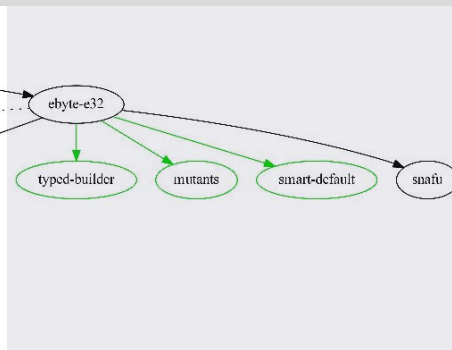 ebyte-e32
typed-builder
mutants
smart-default
snafu